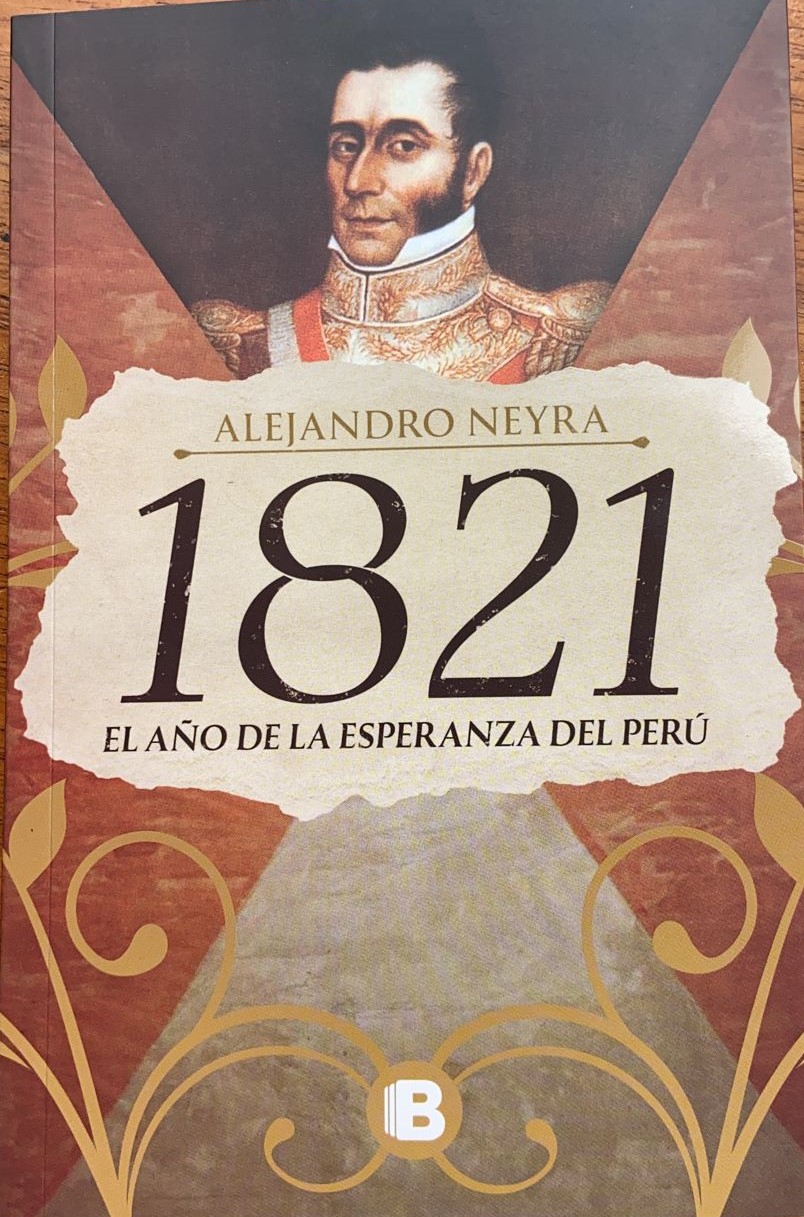 ALEJANDRO NEYRA
1821
EL AÑO DE LA ESPERANZA DEL PERÚ
B